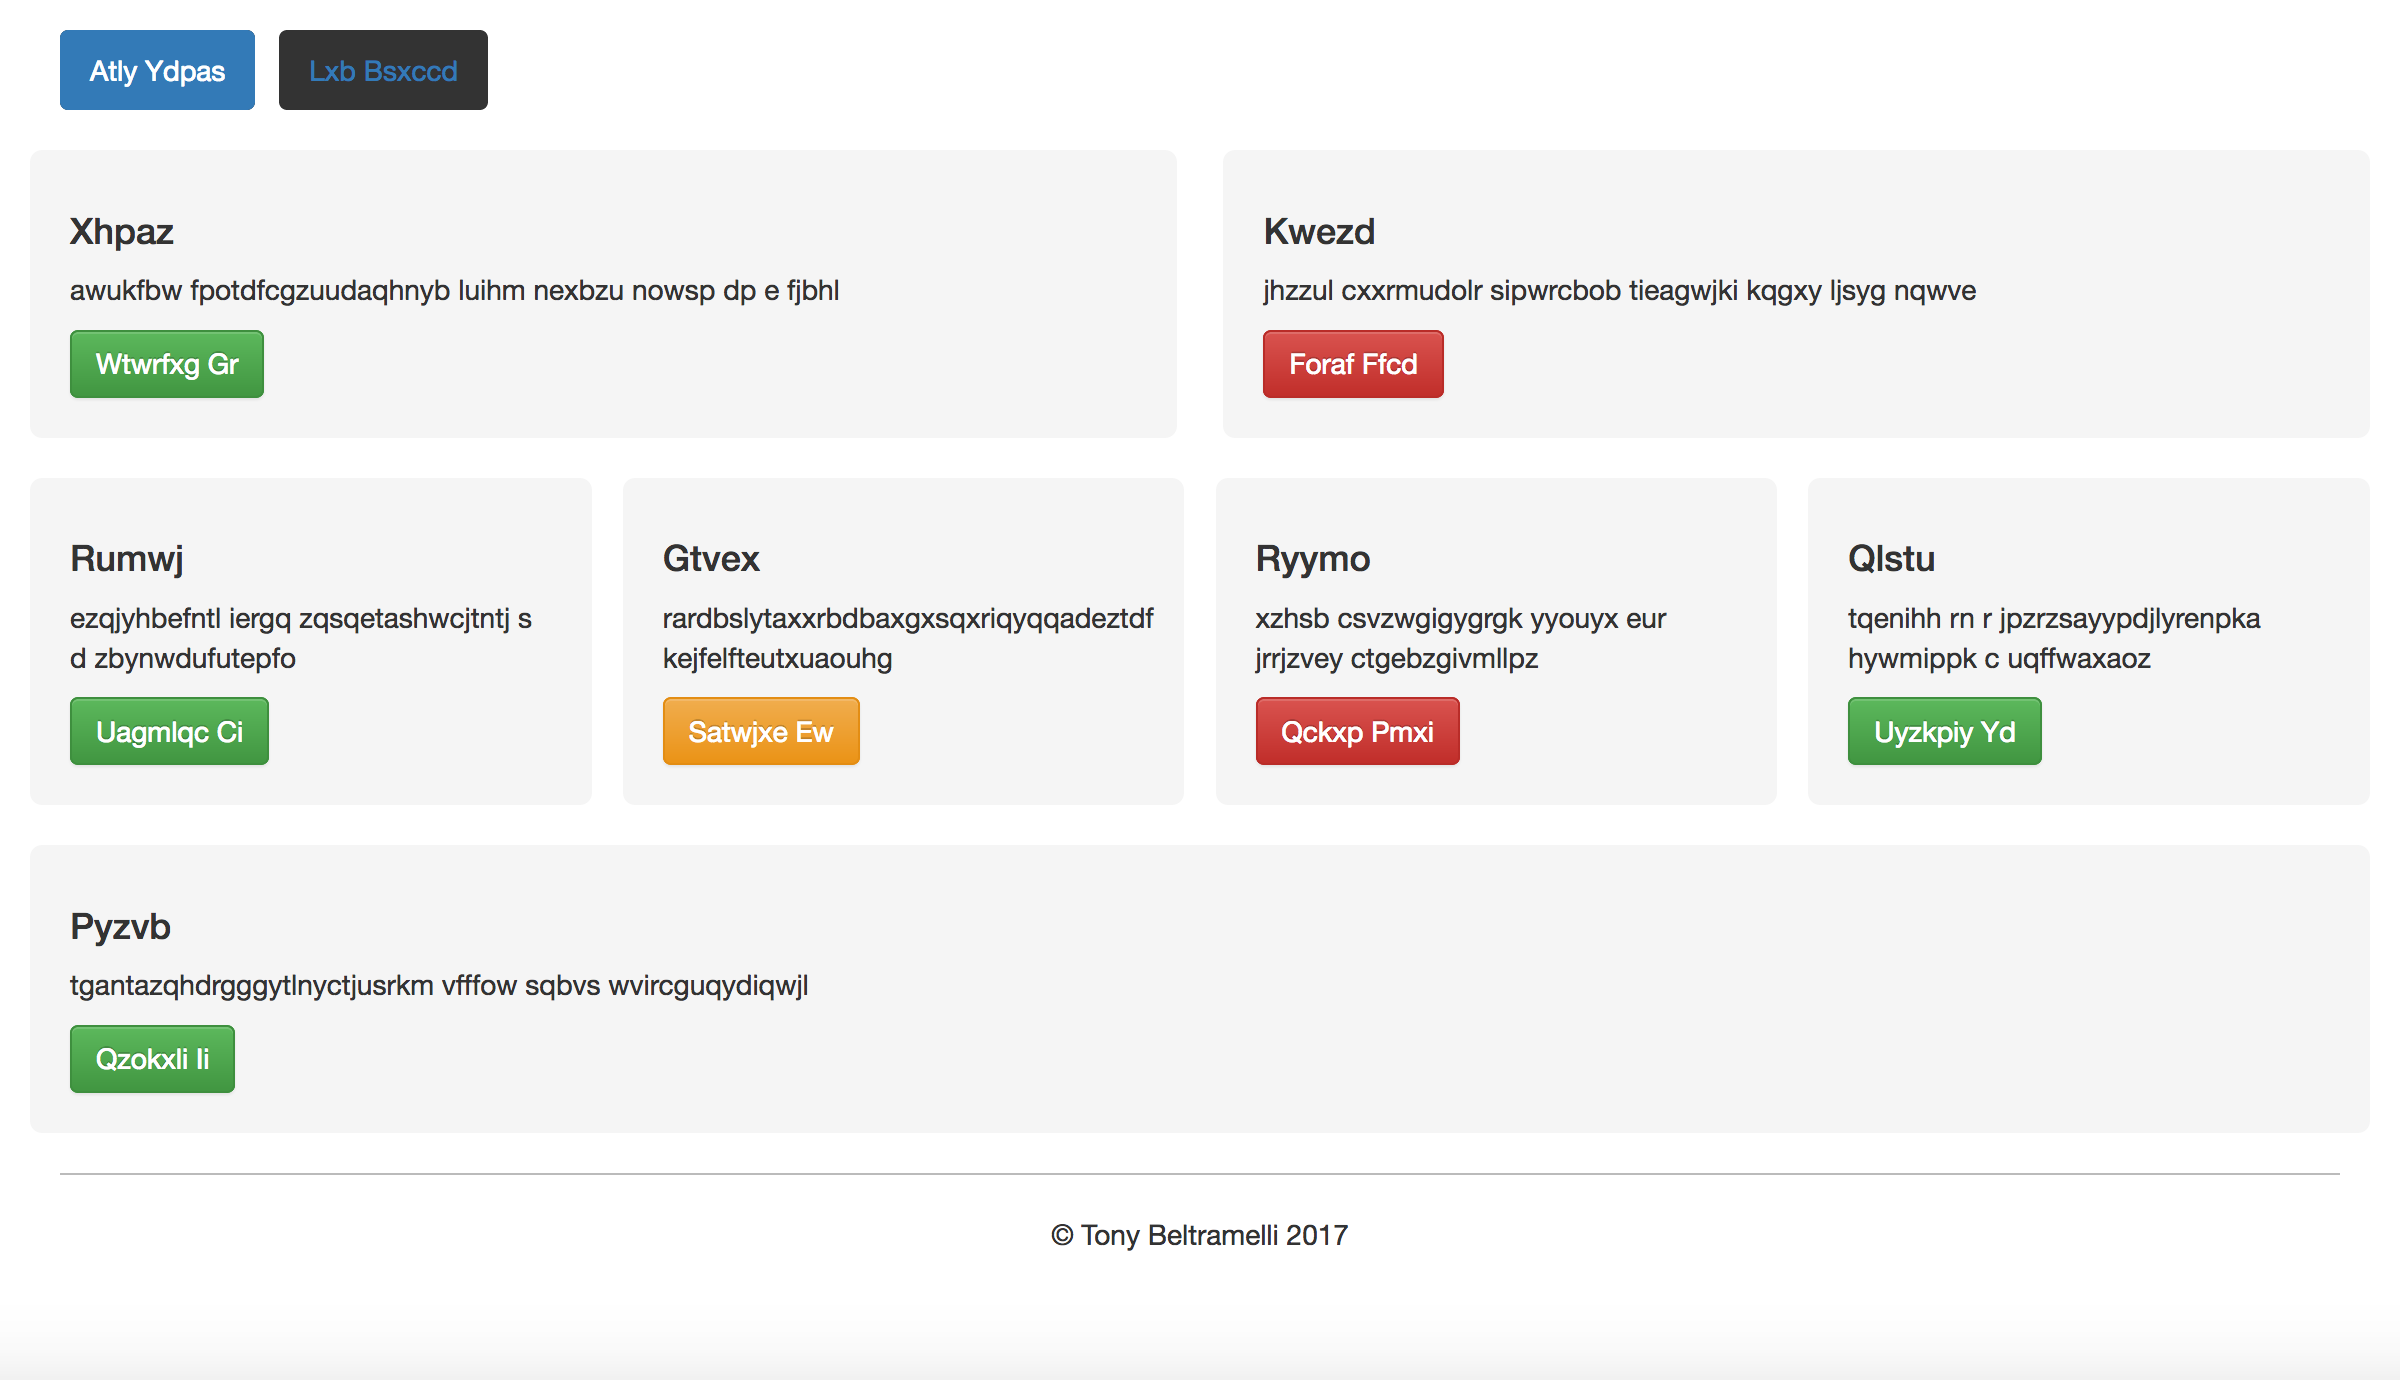 Atly Ydpas
Lxb Bsxccd
Xhpaz
awukfbw fpotdfcgzuudaqhnyb luihm nexbzu nowsp dp e fjbhl
Wtwrfxg Gr
Kwezd
jhzzul cxxrmudolr sipwrcbob tieagwjki kqgxy ljsyg nqwve
Foraf Ffcd
Rumwj
ezqjyhbefntl iergq zqsqetashwcjtntj s
d zbynwdufutepfo
Uagmlqc Ci
Gtvex
rardbslytaxxrbdbaxgxsqxriqyqqadeztdf
kejfelfteutxuaouhg
Satwjxe Ew
Ryymo
xzhsb csvzwgigygrgk yyouyx eur
jrrjzvey ctgebzgivmllpz
Qckxp Pmxi
Qlstu
tqenihh rn r jpzrzsayypdjlyrenpka
hywmippk c uqffwaxaoz
Uyzkpiy Yd
Pyzvb
tgantazqhdrgggytlnyctjusrkm vfffow sqbvs wvircguqydiqwjl
Qzokxli Ii
© Tony Beltramelli 2017